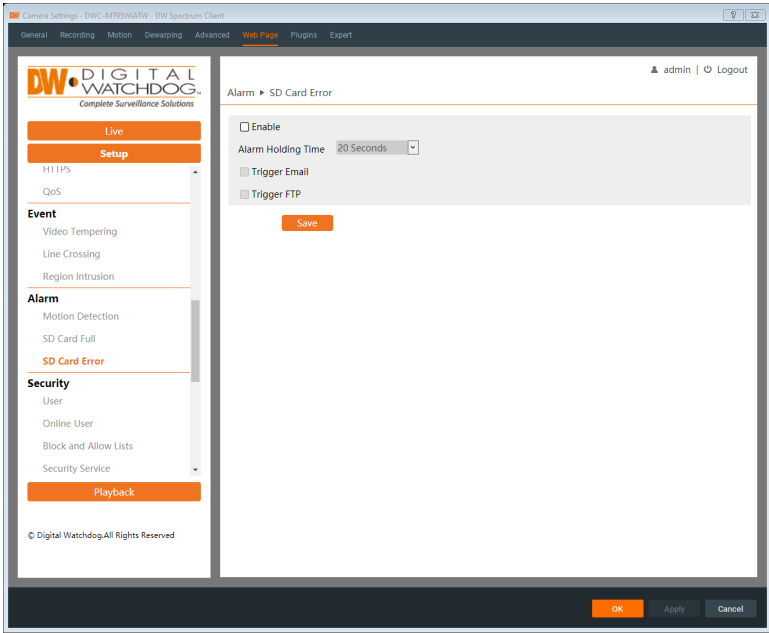 DW Camera Settings - DWC-MT95WiATW - DW Spectrum Client
General Recording Motion Dewarping Advanced Web Page Plugins Expert
DW DIGITAL
WATCHDOG
Complete Surveillance Solutions
Live
Setup
HTTPS
QoS
Event
Video Tempering
Line Crossing
Region Intrusion
Alarm
Motion Detection
SD Card Full
SD Card Error
Security
User
Online User
Block and Allow Lists
Security Service
Playback
© Digital Watchdog.All Rights Reserved
admin | Logout
Alarm ▸ SD Card Error
Enable
Alarm Holding Time 20 Seconds
Trigger Email
Trigger FTP
Save
OK Apply Cancel